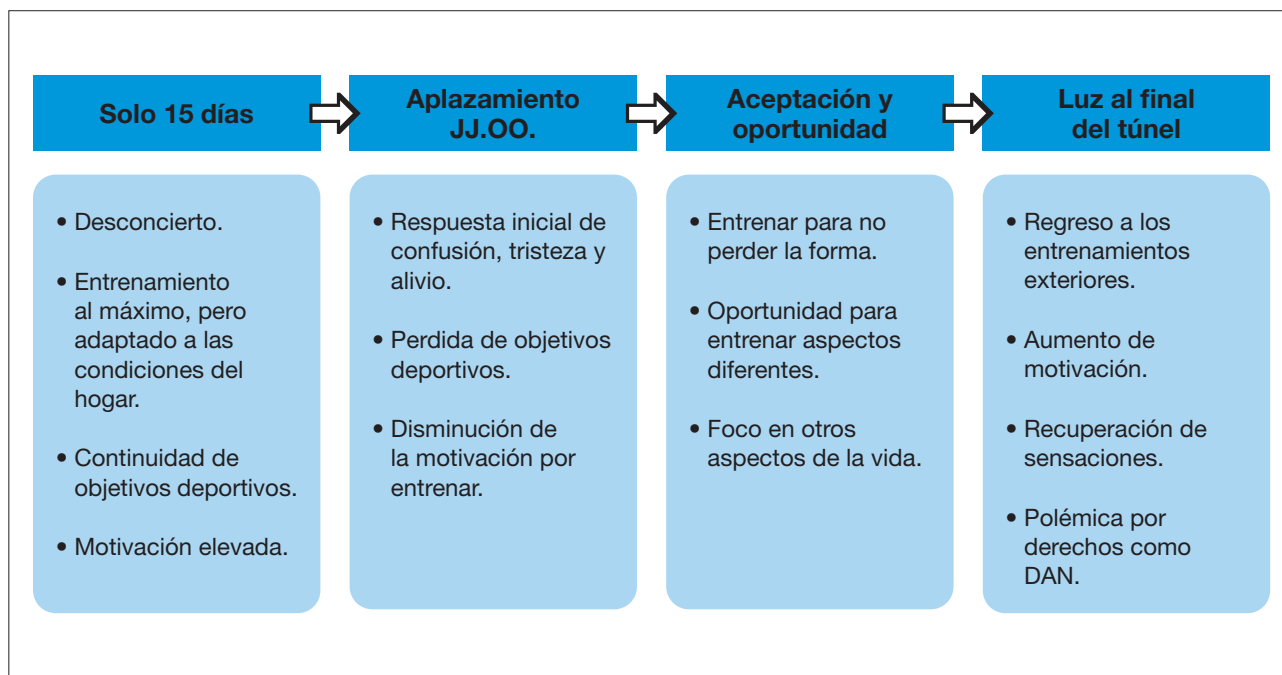 Solo 15 días
Aplazamiento
JJ.OO.
Aceptación y
oportunidad
Luz al final
del túnel
• Desconcierto.
• Entrenamiento
al máximo, pero
adaptado a las
condiciones del
hogar.
• Continuidad de
objetivos deportivos.
• Motivación elevada.
• Respuesta inicial de
confusión, tristeza y
alivio.
• Perdida de objetivos
deportivos.
• Disminución de
la motivación por
entrenar.
• Entrenar para no
perder la forma.
• Oportunidad para
entrenar aspectos
diferentes.
• Foco en otros
aspectos de la vida.
• Regreso a los
entrenamientos
exteriores.
• Aumento de
motivación.
• Recuperación de
sensaciones.
• Polémica por
derechos como
DAN.